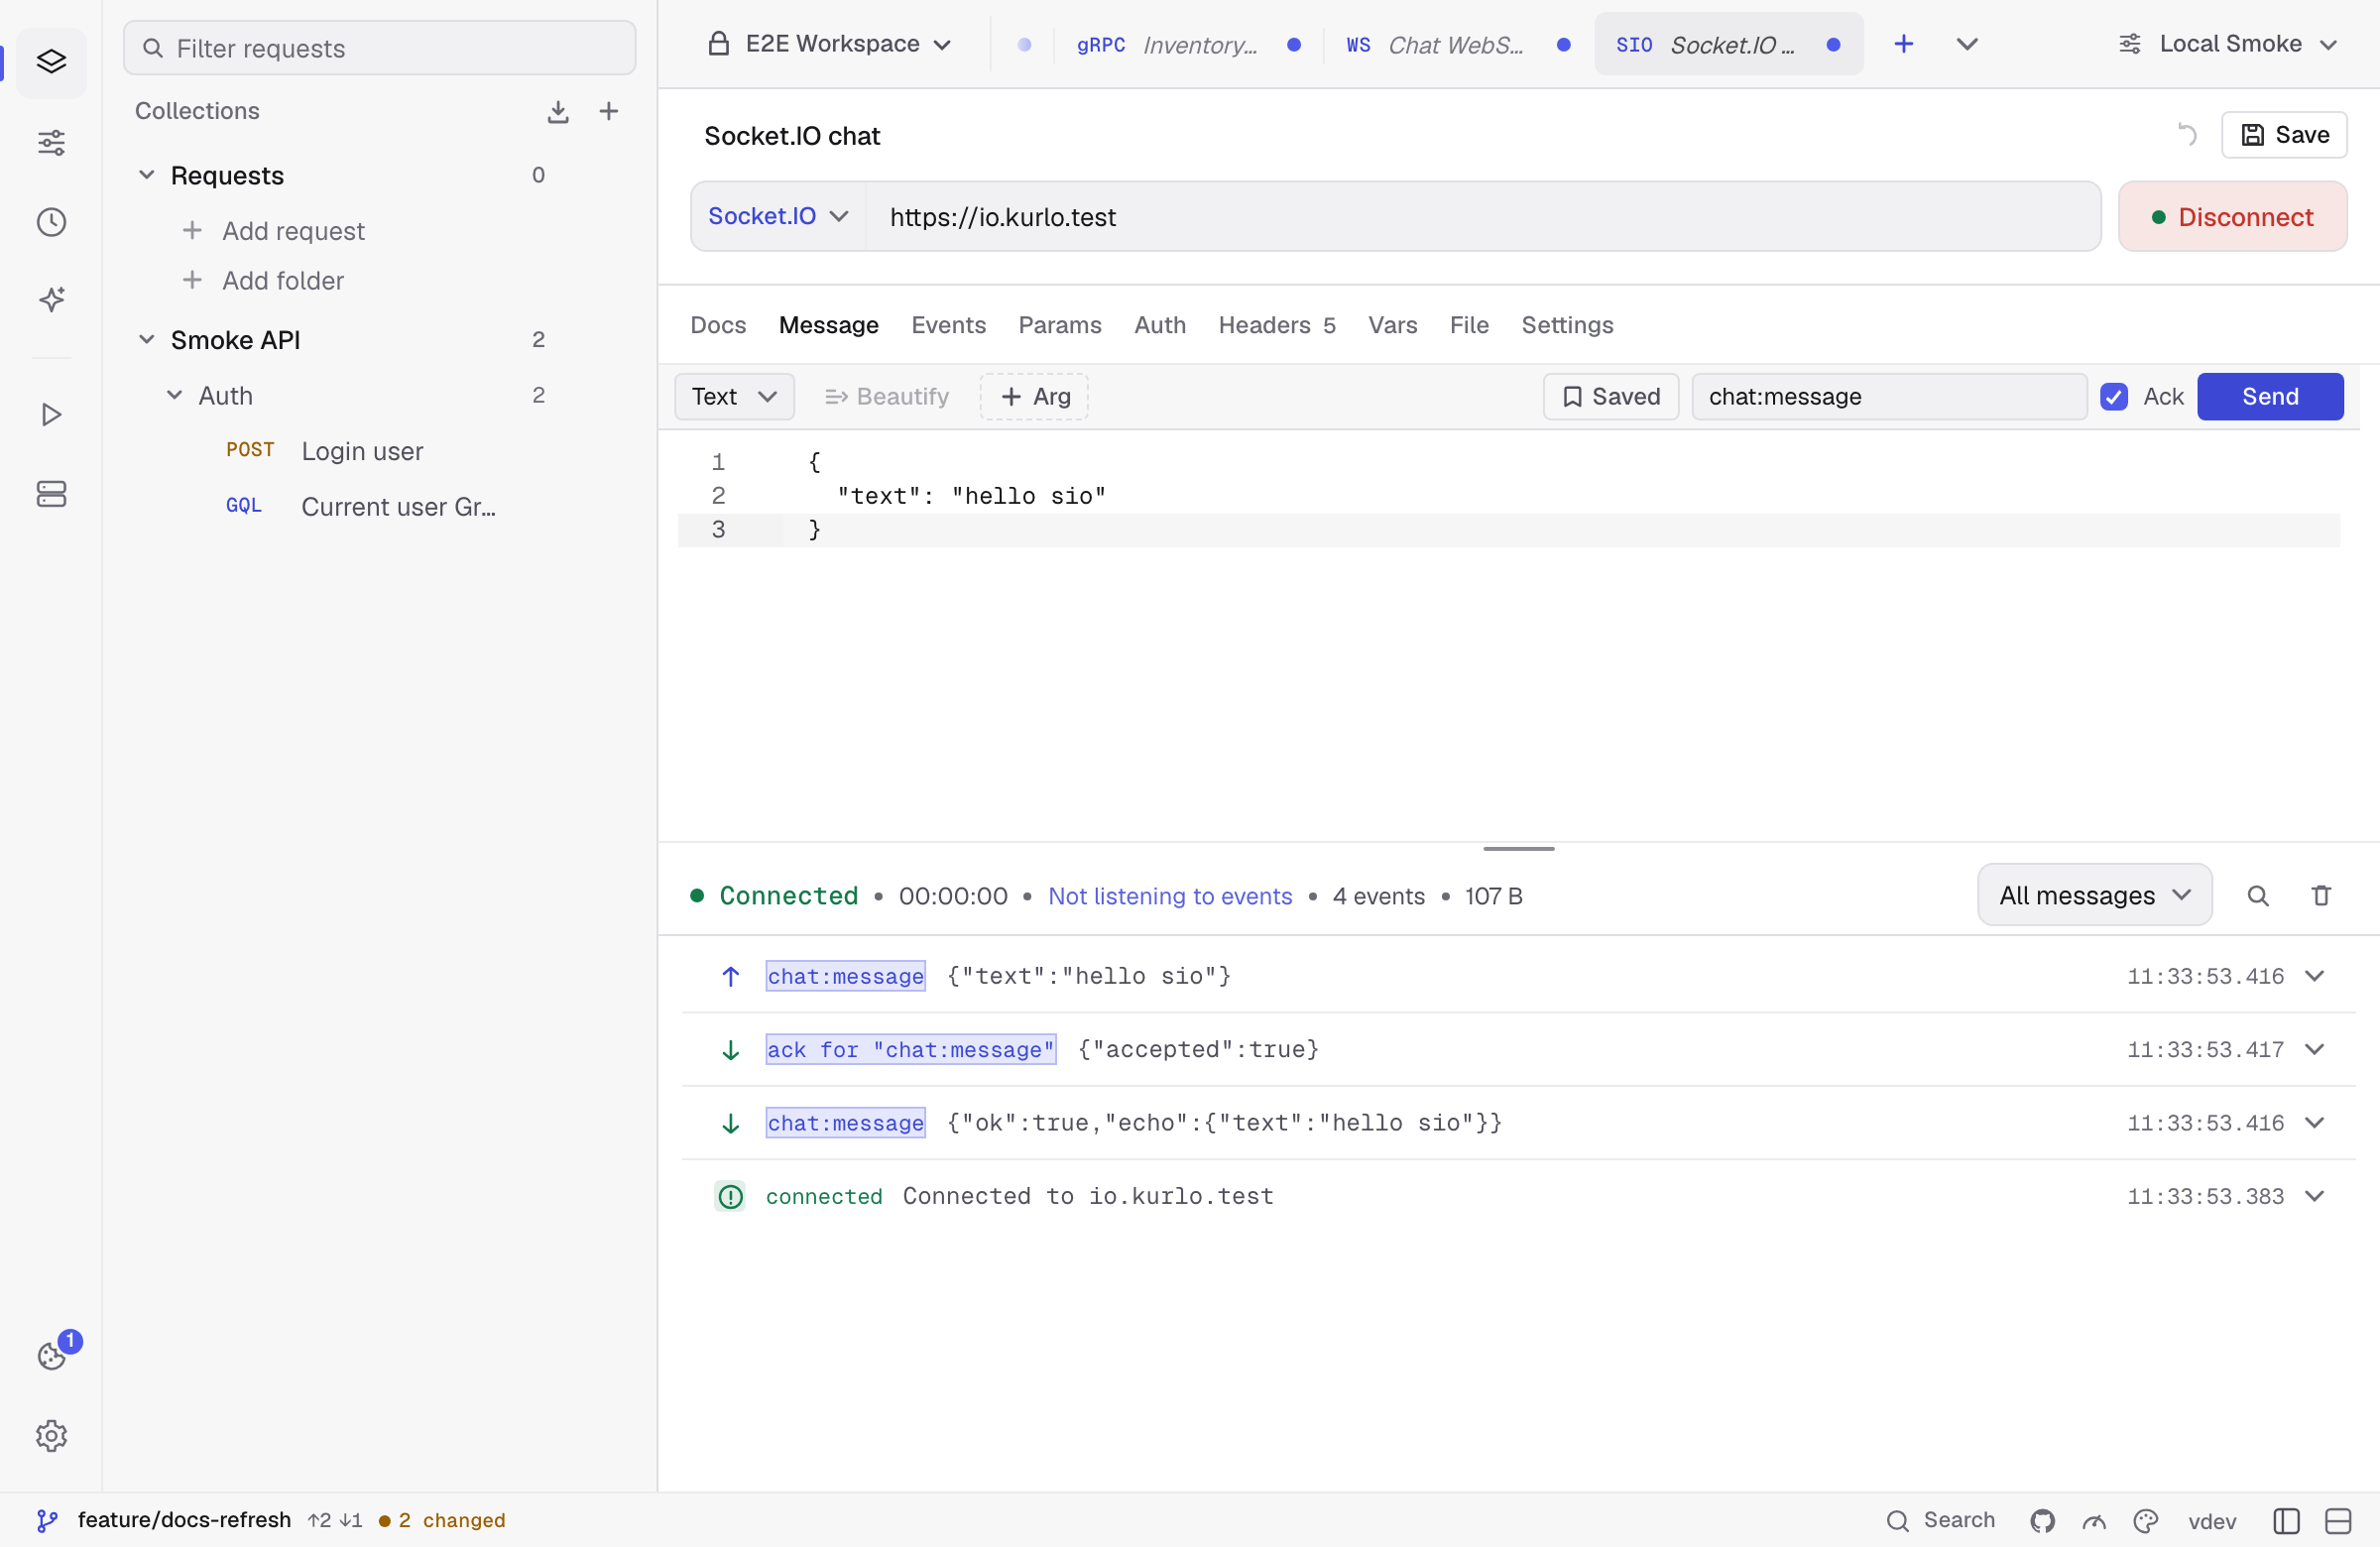 Filter requests
Collections
Requests 0
Add request
Add folder
Smoke API 2
Auth 2
POST Login user
GQL Current user Gr...
1
E2E Workspace
gRPC Inventory...
WS Chat WebS...
SIO Socket.IO ...
Local Smoke
Socket.IO chat
Save
Socket.IO https://io.kurlo.test
Disconnect
Docs Message Events Params Auth Headers 5 Vars File Settings
Text Beautify Arg Saved chat:message Ack Send
1 {
2 "text": "hello sio"
3 }
Connected • 00:00:00 • Not listening to events • 4 events • 107 B
All messages
chat:message {"text":"hello sio"} 11:33:53.416
ack for "chat:message" {"accepted":true} 11:33:53.417
chat:message {"ok":true,"echo":{"text":"hello sio"}} 11:33:53.416
connected Connected to io.kurlo.test 11:33:53.383
feature/docs-refresh ↑2 ↓1 2 changed
Search vdev